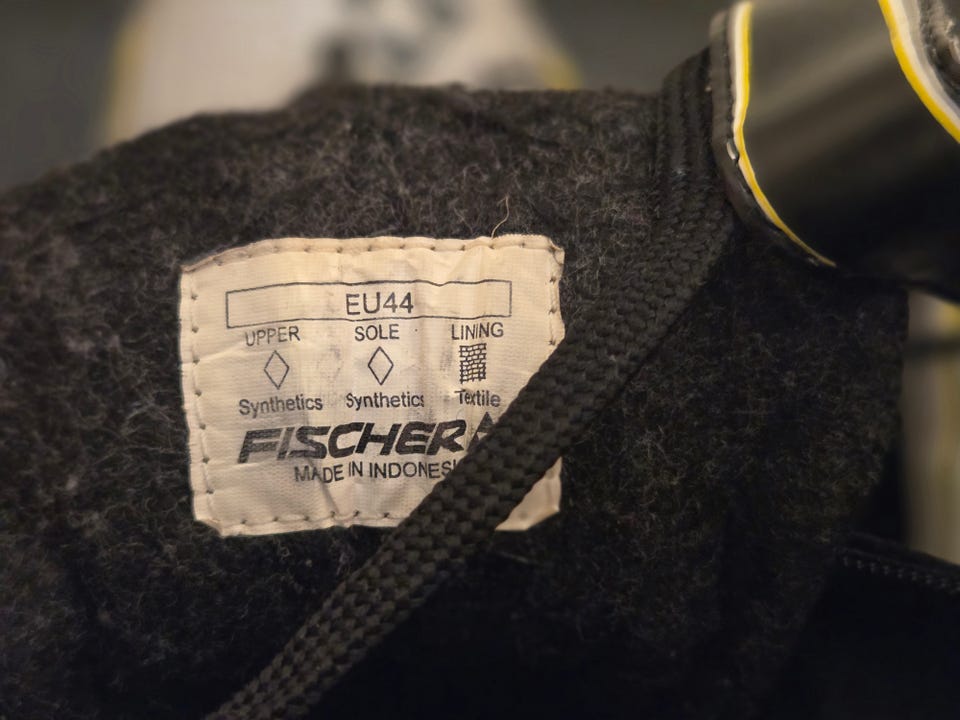 EU44
UPPER SOLE LINING
Synthetics Synthetics Textile
FISCHER
MADE IN INDONESI